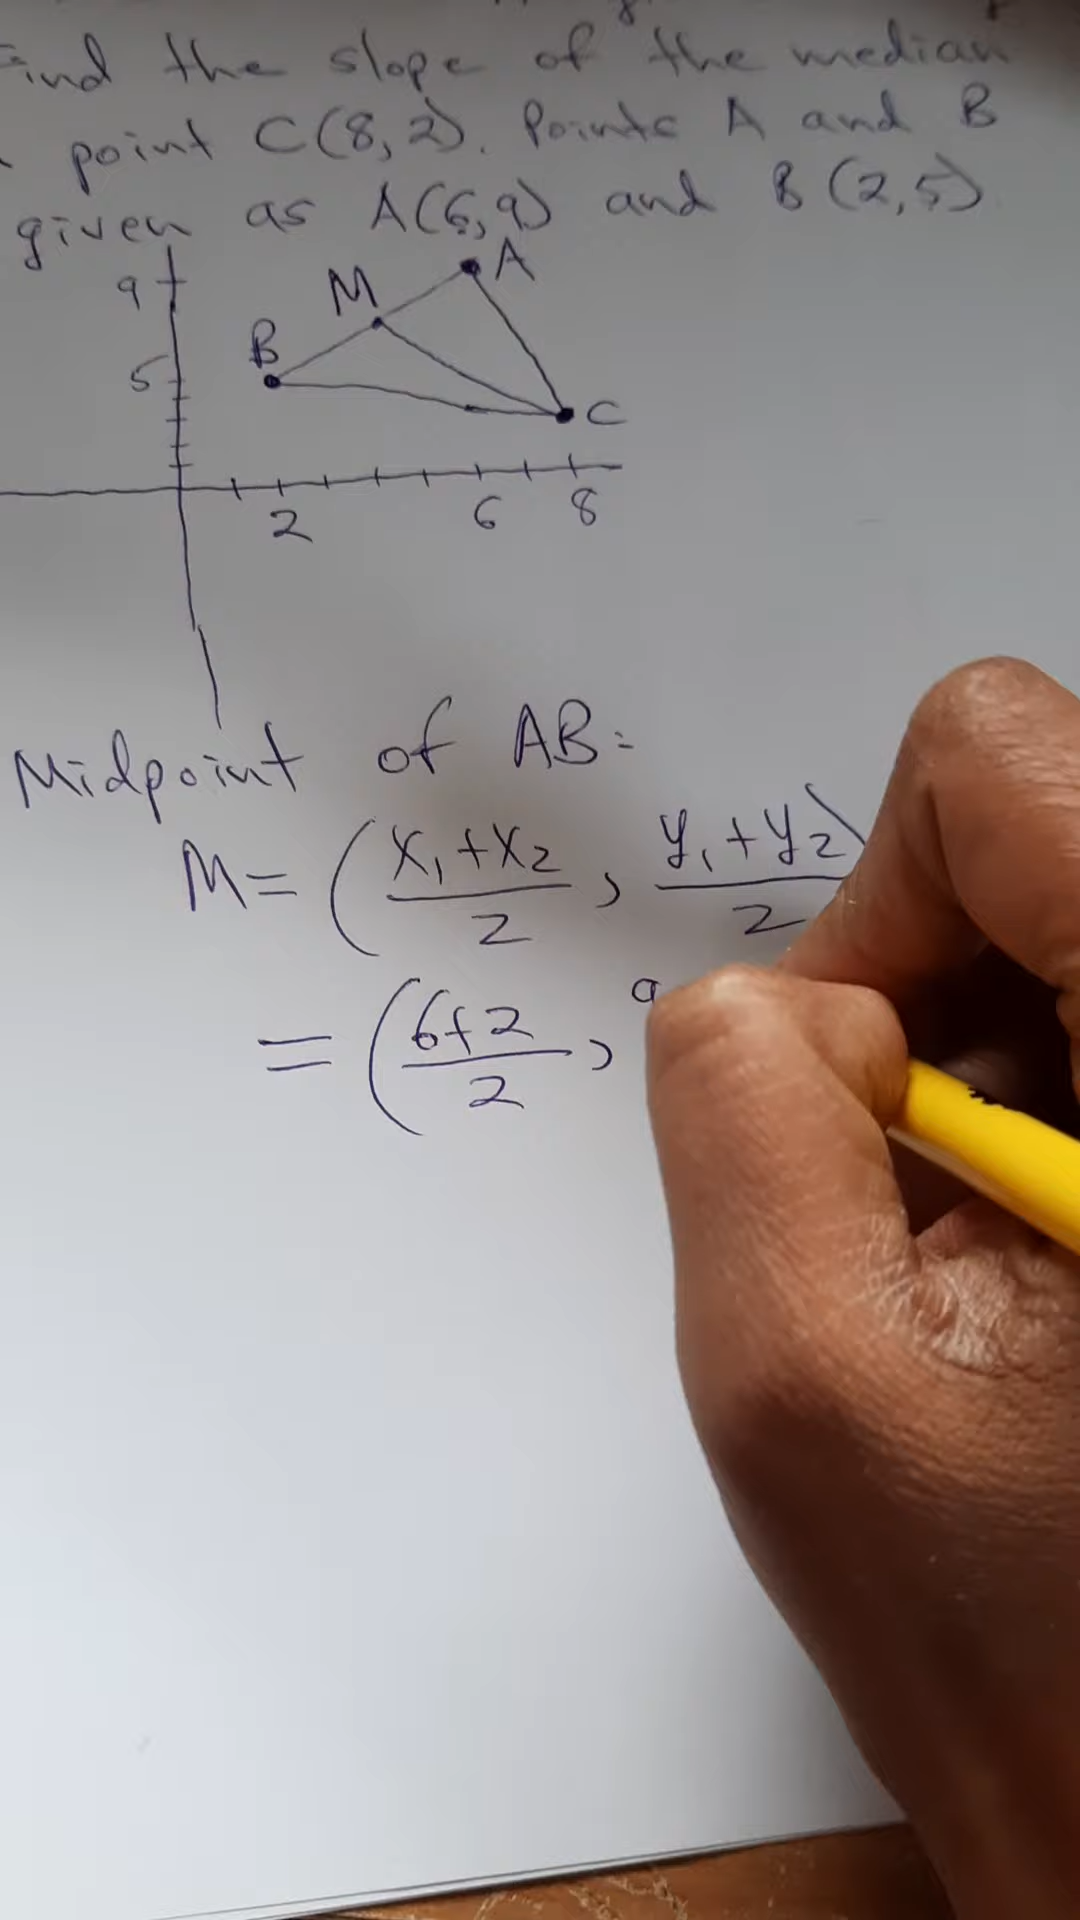 Find the slope of the median
point C(8,2). Points A and B
given as A(6,9) and B(2,5)
9
A
M
B
5
C
2 6 8
Midpoint of AB:
M = (x₁+x₂/2, y₁+y₂/2)
= (6+2/2, 9